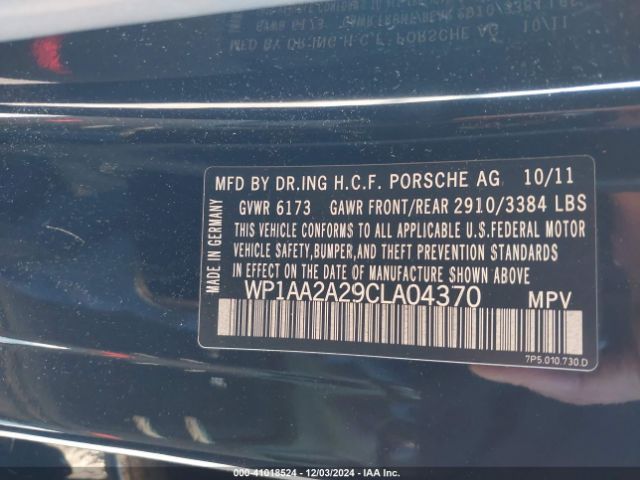 MFD BY DR.ING H.C.F. PORSCHE AG 10/11
GVWR 6173 GAWR FRONT/REAR 2910/3384 LBS
THIS VEHICLE CONFORMS TO ALL APPLICABLE U.S.FEDERAL MOTOR
VEHICLE SAFETY,BUMPER,AND THEFT PREVENTION STANDARDS
IN EFFECT ON THE DATE OF MANUFACTURE SHOWN ABOVE.
WP1AA2A29CLA04370 MPV
MADE IN GERMANY
7P5.010.730.D
000-41018524 - 12/03/2024 - IAA Inc.